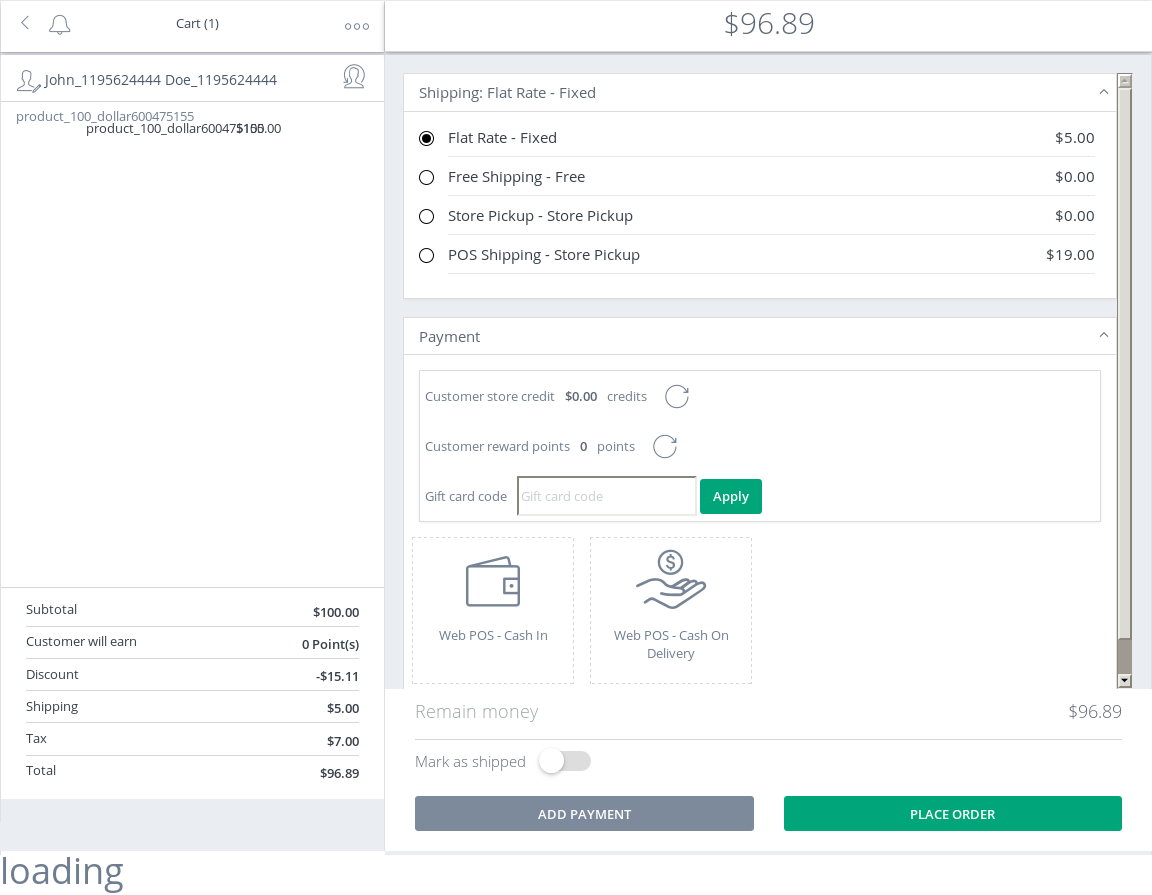 Cart (1)
$96.89
John_1195624444 Doe_1195624444
product_100_dollar600475155
product_100_dollar600475155
$100.00
Subtotal $100.00
Customer will earn 0 Point(s)
Discount -$15.11
Shipping $5.00
Tax $7.00
Total $96.89
Shipping: Flat Rate - Fixed
Flat Rate - Fixed $5.00
Free Shipping - Free $0.00
Store Pickup - Store Pickup $0.00
POS Shipping - Store Pickup $19.00
Payment
Customer store credit $0.00 credits
Customer reward points 0 points
Gift card code Gift card code Apply
Web POS - Cash In
Web POS - Cash On
Delivery
Remain money $96.89
Mark as shipped
ADD PAYMENT PLACE ORDER
loading